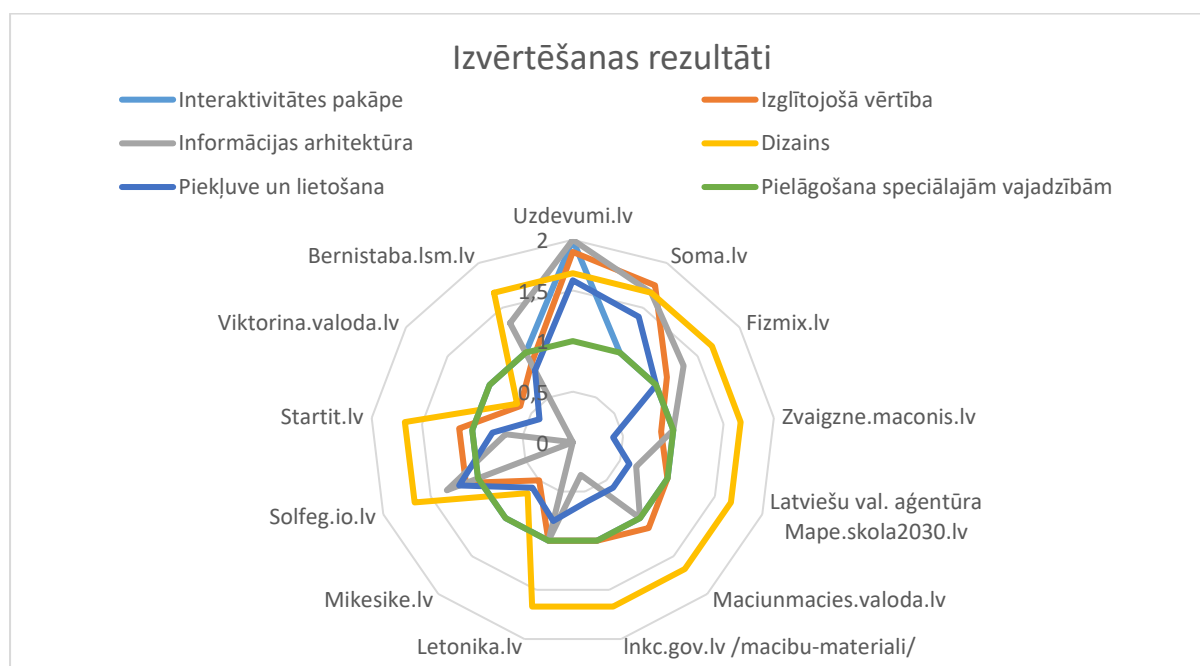 Izvērtēšanas rezultāti
Interaktivitātes pakāpe
Izglītojošā vērtība
Informācijas arhitektūra
Dizains
Piekļuve un lietošana
Pielāgošana speciālajām vajadzībām
Uzdevumi.lv
2
Bernistaba.lsm.lv
Soma.lv
1,5
Viktorina.valoda.lv
Fizmix.lv
1
0,5
Startit.lv
Zvaigzne.maconis.lv
0
Solfeg.io.lv
Latviešu val. aģentūra
Mape.skola2030.lv
Mikesike.lv
Maciunmacies.valoda.lv
Letonika.lv
lnkc.gov.lv /macibu-materiali/